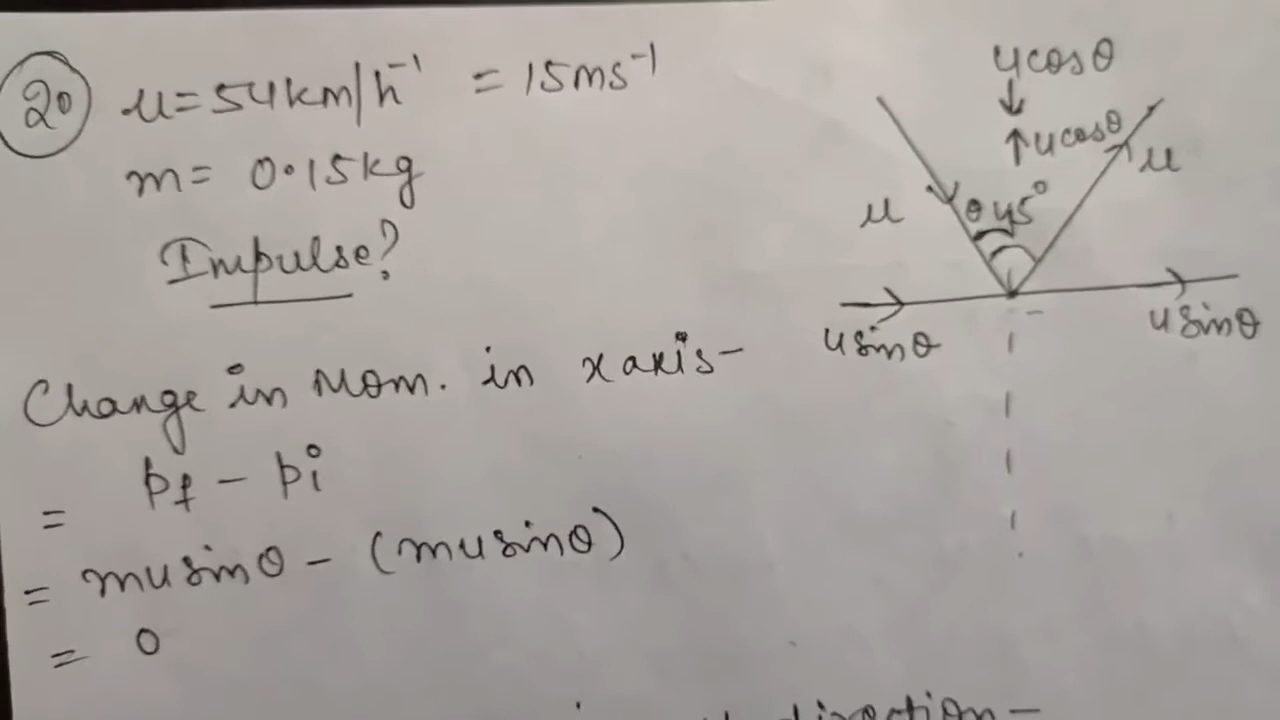 20 u = 54 km/h⁻¹ = 15 ms⁻¹
m = 0.15 kg
Impulse?
Change in Mom. in x axis -
= pf - pi
= mu sinθ - (mu sinθ)
= 0
direction -
u cosθ
↓
↑ u cosθ
u
u
θ 45°
u sinθ
u sinθ